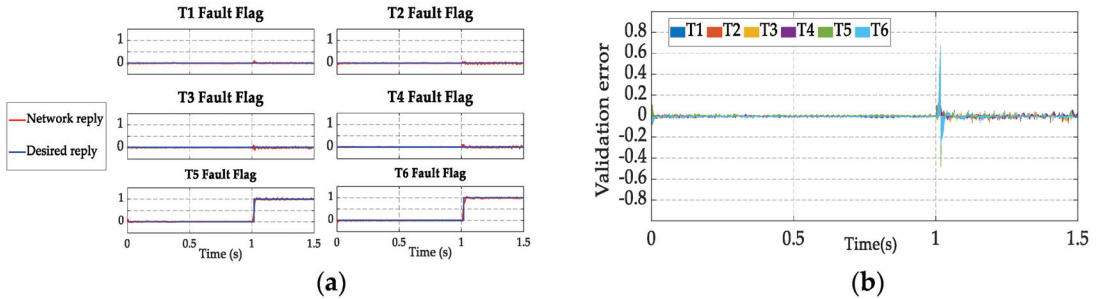 T1 Fault Flag
T2 Fault Flag
1
0
1
0
T3 Fault Flag
T4 Fault Flag
1
0
1
0
Network reply
Desired reply
T5 Fault Flag
T6 Fault Flag
1
0
1
0
0 0.5 1 1.5
0 0.5 1 1.5
Time (s)
Time (s)
(a)
Validation error
T1 T2 T3 T4 T5 T6
0.8
0.6
0.4
0.2
0
-0.2
-0.4
-0.6
-0.8
0 0.5 1 1.5
Time(s)
(b)